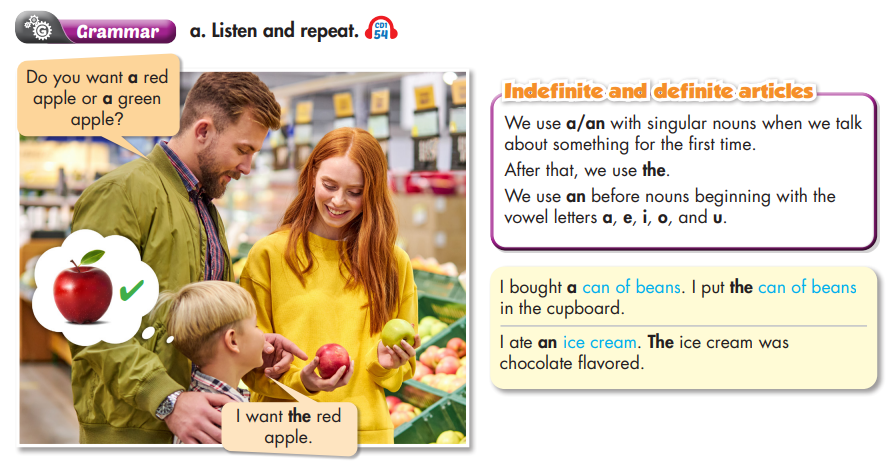 G Grammar
a. Listen and repeat.
CD1
54
Do you want a red
apple or a green
apple?
I want the red
apple.
Indefinite and definite articles
We use a/an with singular nouns when we talk
about something for the first time.
After that, we use the.
We use an before nouns beginning with the
vowel letters a, e, i, o, and u.
I bought a can of beans. I put the can of beans
in the cupboard.
I ate an ice cream. The ice cream was
chocolate flavored.